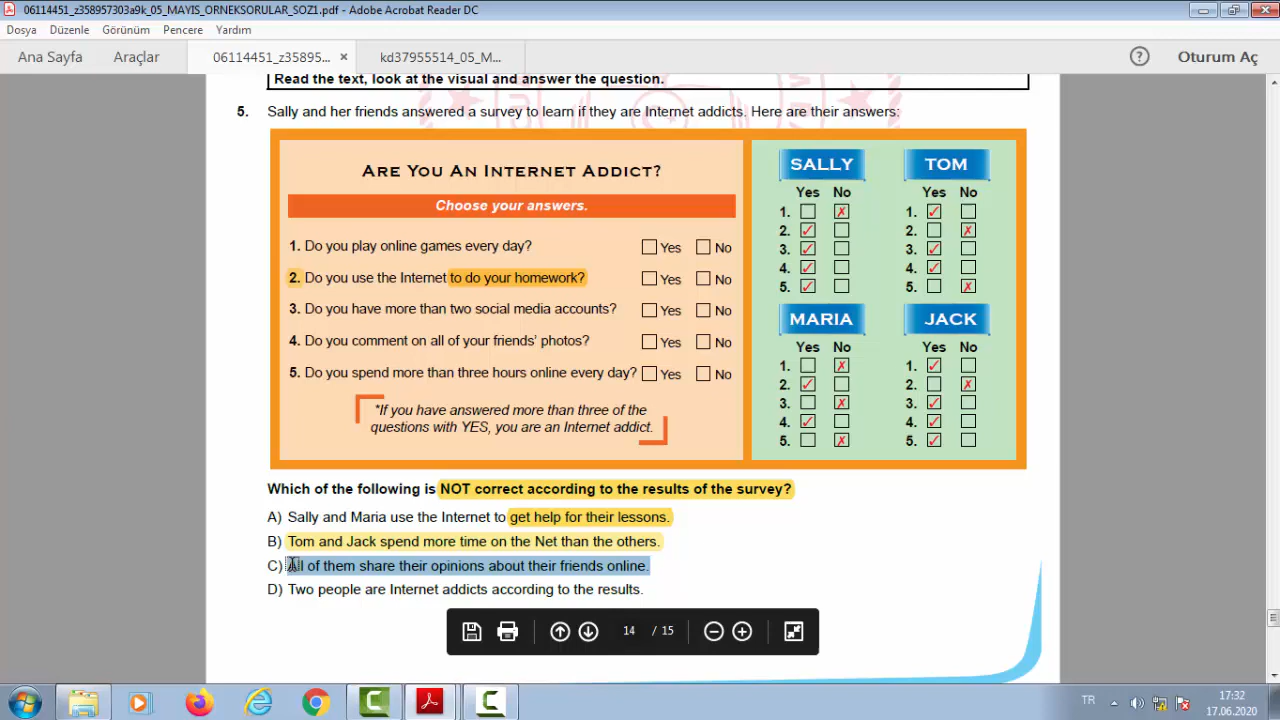 06114451_z358957303a9k_05_MAYIS_ORNEKSORULAR_SOZ1.pdf - Adobe Acrobat Reader DC
Dosya Düzenle Görünüm Pencere Yardım
Ana Sayfa Araçlar 06114451_z35895... × kd37955514_05_M... ? Oturum Aç
Read the text, look at the visual and answer the question.
5. Sally and her friends answered a survey to learn if they are Internet addicts. Here are their answers:
ARE YOU AN INTERNET ADDICT?
Choose your answers.
1. Do you play online games every day? Yes No
2. Do you use the Internet to do your homework? Yes No
3. Do you have more than two social media accounts? Yes No
4. Do you comment on all of your friends' photos? Yes No
5. Do you spend more than three hours online every day? Yes No
*If you have answered more than three of the
questions with YES, you are an Internet addict.
SALLY
Yes No
1. ✗
2. ✓
3. ✓
4. ✓
5. ✓
TOM
Yes No
1. ✓
2. ✗
3. ✓
4. ✓
5. ✗
MARIA
Yes No
1. ✗
2. ✓
3. ✗
4. ✓
5. ✗
JACK
Yes No
1. ✓
2. ✗
3. ✓
4. ✓
5. ✓
Which of the following is NOT correct according to the results of the survey?
A) Sally and Maria use the Internet to get help for their lessons.
B) Tom and Jack spend more time on the Net than the others.
C) All of them share their opinions about their friends online.
D) Two people are Internet addicts according to the results.
14 / 15
TR 17:32
17.06.2020